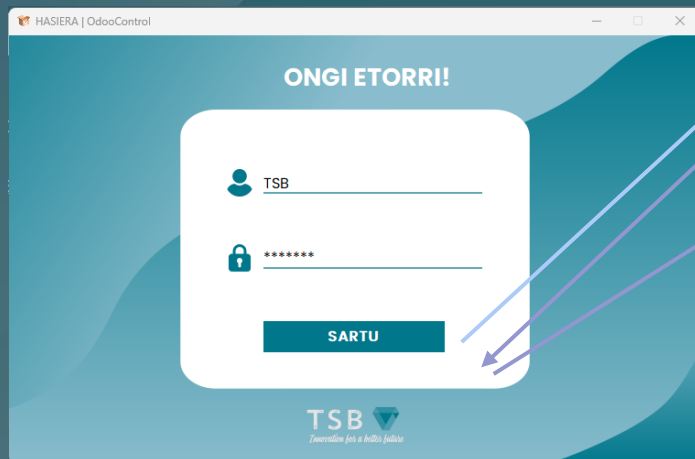 HASIERA | OdooControl
ONGI ETORRI!
TSB
*******
SARTU
TSB
Innovation for a better future